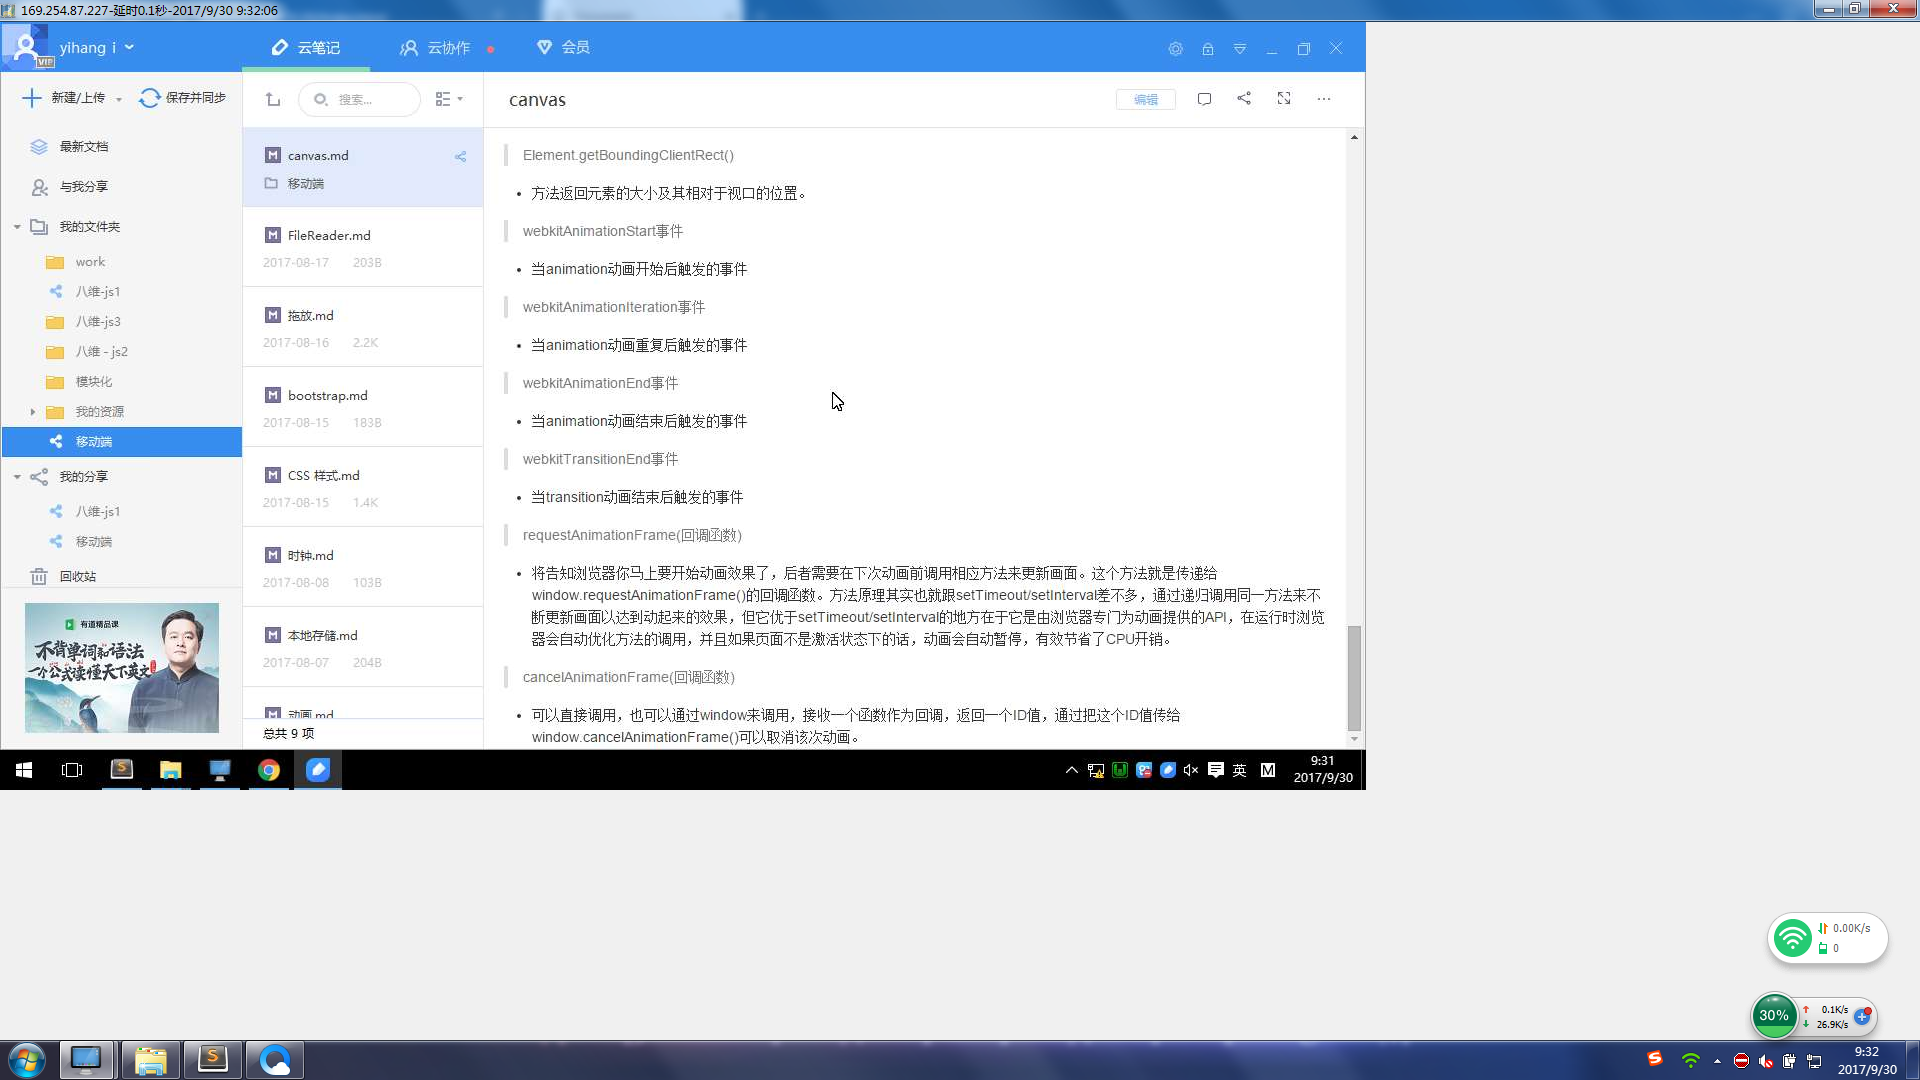 169.254.87.227-延时0.1秒-2017/9/30 9:32:06
yihang i
VIP
云笔记
云协作
会员
新建/上传
保存并同步
搜索...
canvas
编辑
最新文档
与我分享
我的文件夹
work
八维-js1
八维-js3
八维 - js2
模块化
我的资源
移动端
我的分享
八维-js1
移动端
回收站
有道精品课
不背单词和语法
一个公式读懂天下英文
canvas.md
移动端
FileReader.md
2017-08-17 203B
拖放.md
2017-08-16 2.2K
bootstrap.md
2017-08-15 183B
CSS 样式.md
2017-08-15 1.4K
时钟.md
2017-08-08 103B
本地存储.md
2017-08-07 204B
动画.md
总共 9 项
Element.getBoundingClientRect()
方法返回元素的大小及其相对于视口的位置。
webkitAnimationStart事件
当animation动画开始后触发的事件
webkitAnimationIteration事件
当animation动画重复后触发的事件
webkitAnimationEnd事件
当animation动画结束后触发的事件
webkitTransitionEnd事件
当transition动画结束后触发的事件
requestAnimationFrame(回调函数)
将告知浏览器你马上要开始动画效果了，后者需要在下次动画前调用相应方法来更新画面。这个方法就是传递给
window.requestAnimationFrame()的回调函数。方法原理其实也就跟setTimeout/setInterval差不多，通过递归调用同一方法来不
断更新画面以达到动起来的效果，但它优于setTimeout/setInterval的地方在于它是由浏览器专门为动画提供的API，在运行时浏览
器会自动优化方法的调用，并且如果页面不是激活状态下的话，动画会自动暂停，有效节省了CPU开销。
cancelAnimationFrame(回调函数)
可以直接调用，也可以通过window来调用，接收一个函数作为回调，返回一个ID值，通过把这个ID值传给
window.cancelAnimationFrame()可以取消该次动画。
英
M
9:31
2017/9/30
0.00K/s
0
30%
0.1K/s
26.9K/s
9:32
2017/9/30